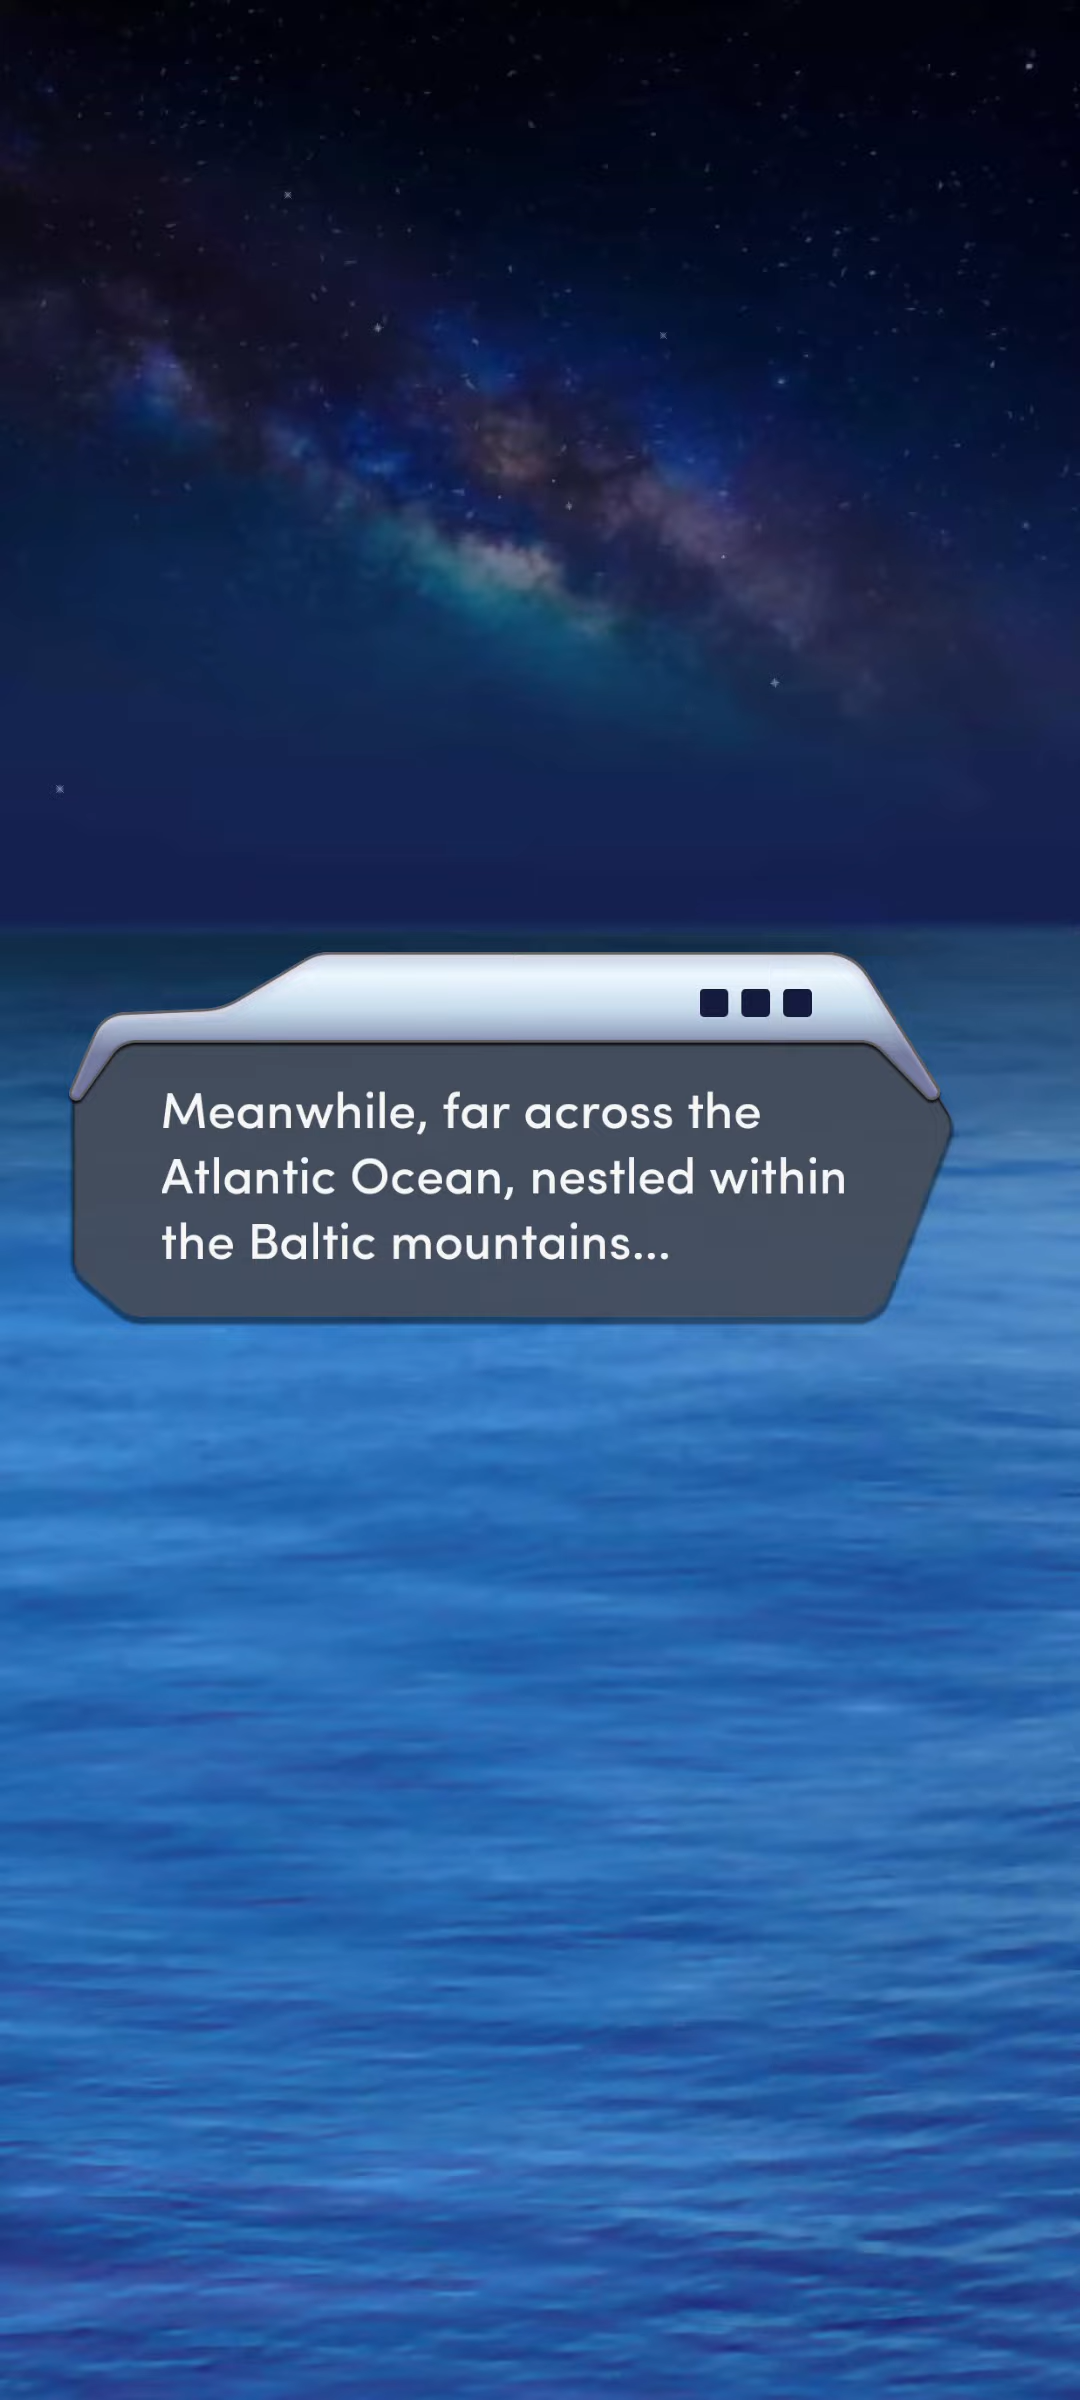 Meanwhile, far across the
Atlantic Ocean, nestled within
the Baltic mountains...